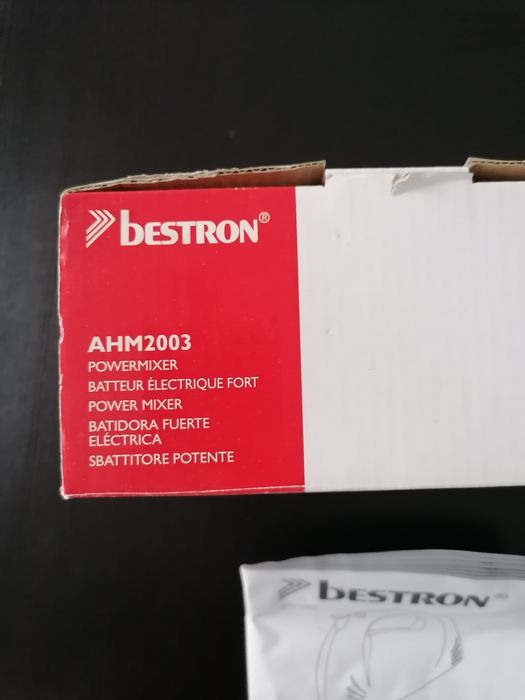 bESTRON®
AHM2003
POWERMIXER
BATTEUR ÉLECTRIQUE FORT
POWER MIXER
BATIDORA FUERTE
ELÉCTRICA
SBATTITORE POTENTE
bESTRON®